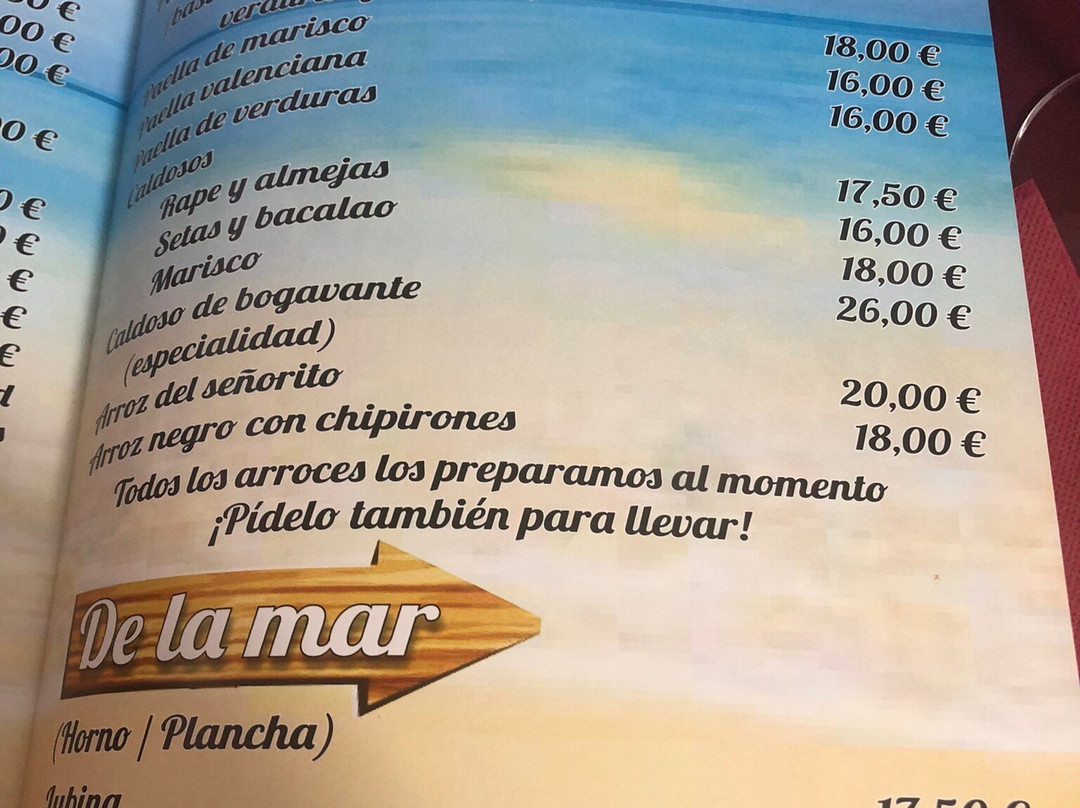 Paella de marisco 18,00 €
Paella valenciana 16,00 €
Paella de verduras 16,00 €
Caldosos
Rape y almejas 17,50 €
Setas y bacalao 16,00 €
Marisco 18,00 €
Caldoso de bogavante 26,00 €
(especialidad)
Arroz del señorito 20,00 €
Arroz negro con chipirones 18,00 €
Todos los arroces los preparamos al momento
¡Pídelo también para llevar!
De la mar
(Horno / Plancha)
Lubina 17,50 €